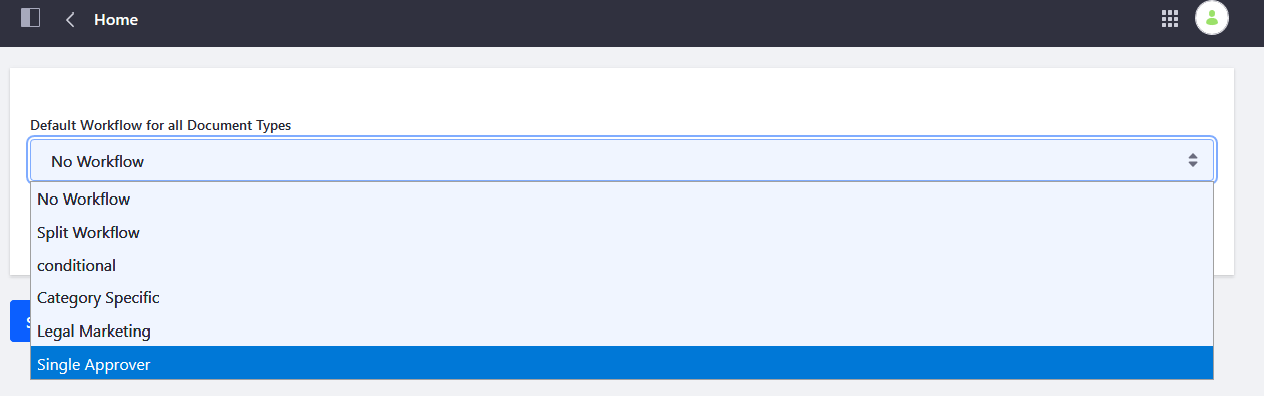 Home
Default Workflow for all Document Types
No Workflow
No Workflow
Split Workflow
conditional
Category Specific
Legal Marketing
Single Approver